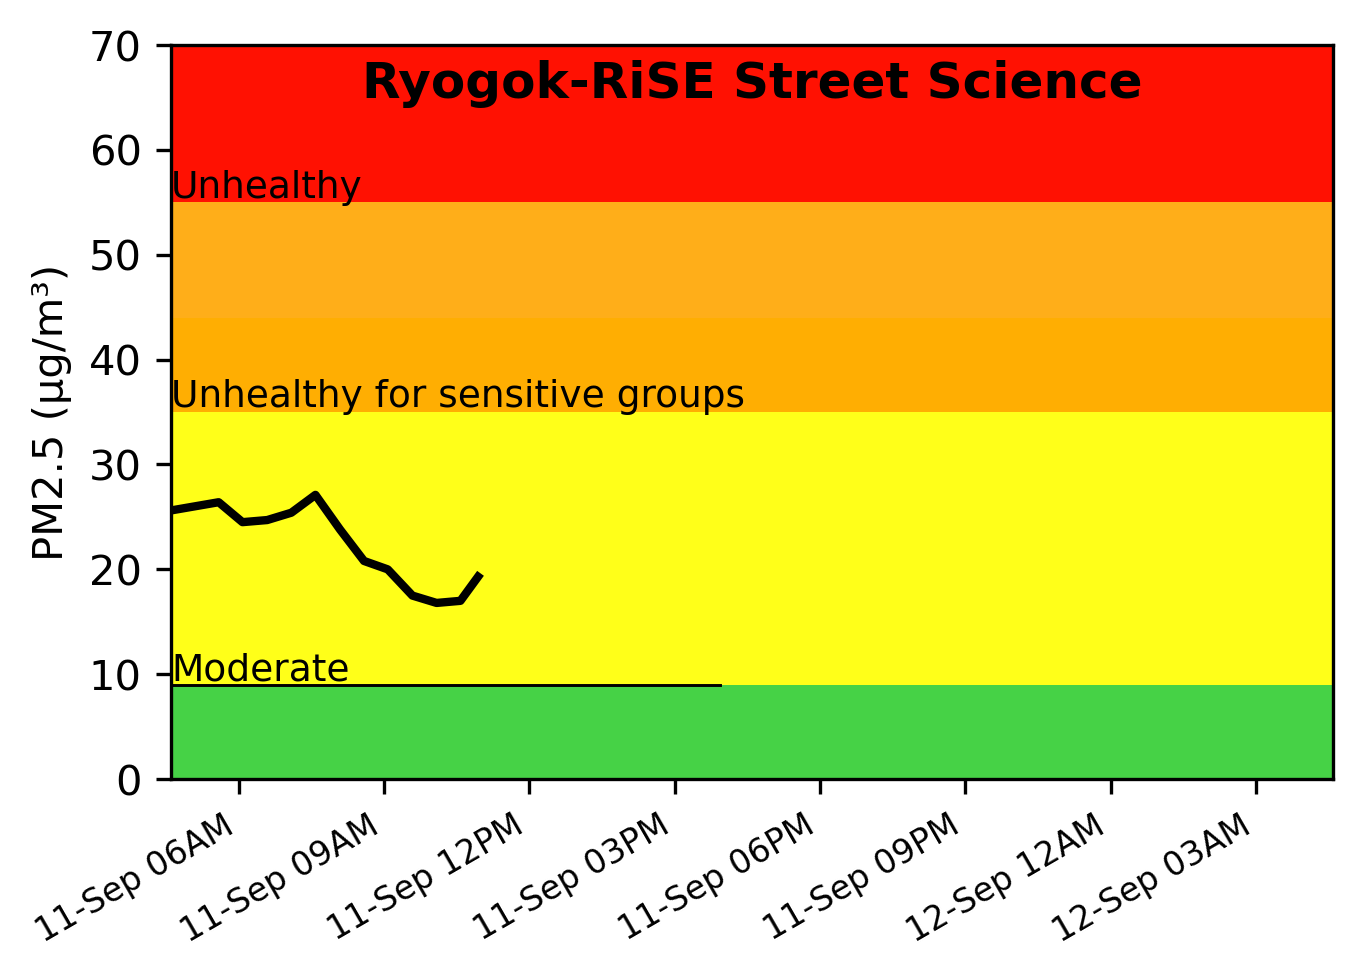 Ryogok-RiSE Street Science
PM2.5 (µg/m³)
70
60
50
40
30
20
10
0
Unhealthy
Unhealthy for sensitive groups
Moderate
11-Sep 06AM
11-Sep 09AM
11-Sep 12PM
11-Sep 03PM
11-Sep 06PM
11-Sep 09PM
12-Sep 12AM
12-Sep 03AM